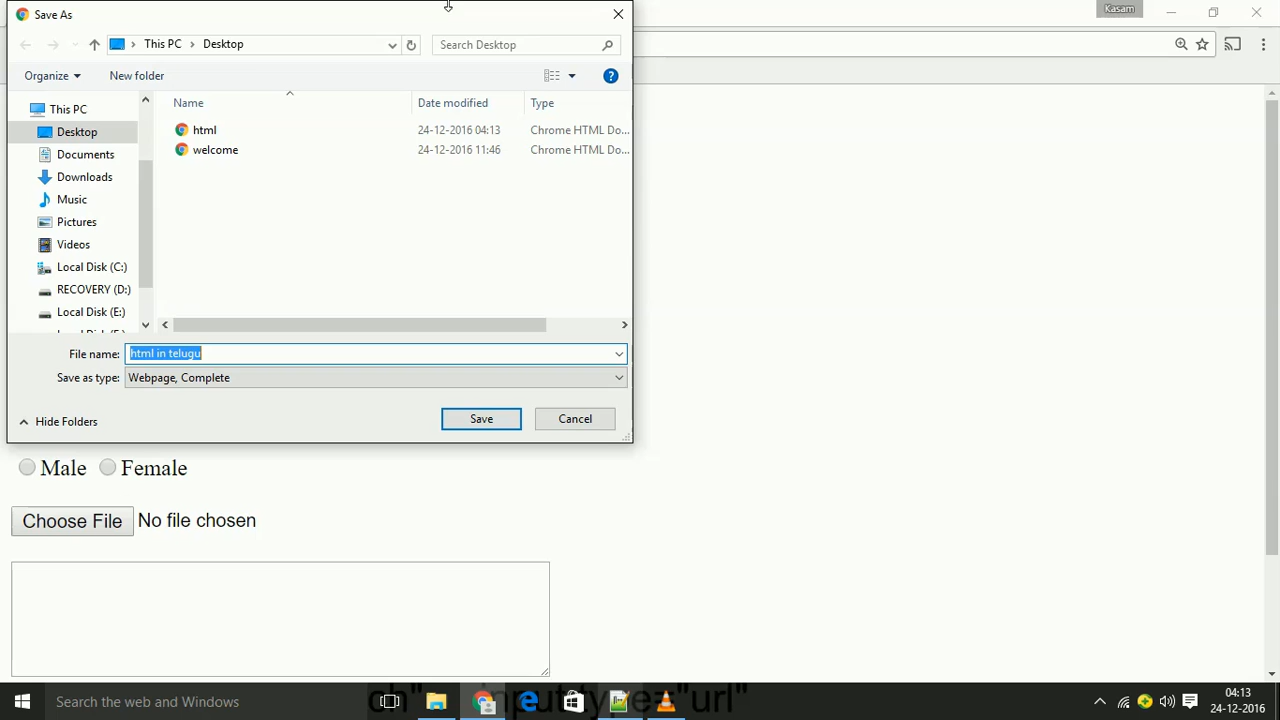 Save As
Kasam
This PC
Desktop
Search Desktop
Organize
New folder
Name
Date modified
Type
This PC
Desktop
Documents
Downloads
Music
Pictures
Videos
Local Disk (C:)
RECOVERY (D:)
Local Disk (E:)
html
24-12-2016 04:13
Chrome HTML Do...
welcome
24-12-2016 11:46
Chrome HTML Do...
File name: html in telugu
Save as type: Webpage, Complete
Hide Folders
Save
Cancel
Male
Female
Choose File No file chosen
Search the web and Windows
type="url"
04:13
24-12-2016